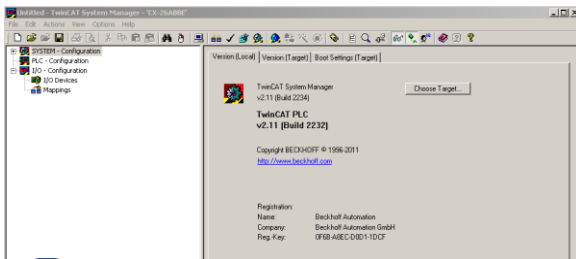 Untitled - TwinCAT System Manager - "CX-26A8BE"
File Edit Actions View Options Help
SYSTEM - Configuration
PLC - Configuration
I/O - Configuration
I/O Devices
Mappings
Version (Local) Version (Target) Boot Settings (Target)
TwinCAT System Manager
v2.11 (Build 2234)
Choose Target...
TwinCAT PLC
v2.11 (Build 2232)
Copyright BECKHOFF © 1996-2011
http://www.beckhoff.com
Registration:
Name: Beckhoff Automation
Company: Beckhoff Automation GmbH
Reg.-Key: 0F6B-A8EC-D0D1-1DCF